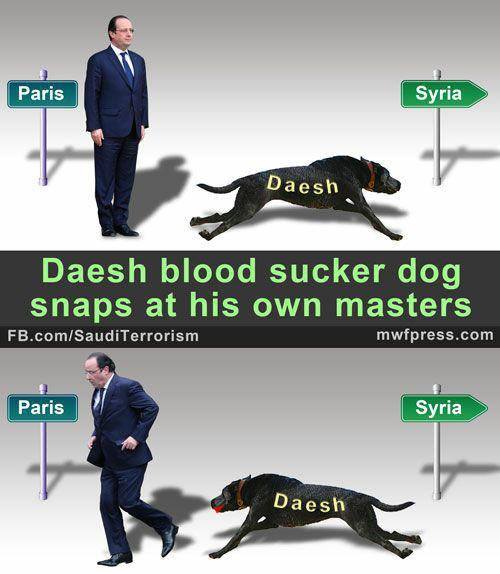 Paris
Syria
Daesh
Daesh blood sucker dog
snaps at his own masters
FB.com/SaudiTerrorism
mwfpress.com
Paris
Syria
Daesh